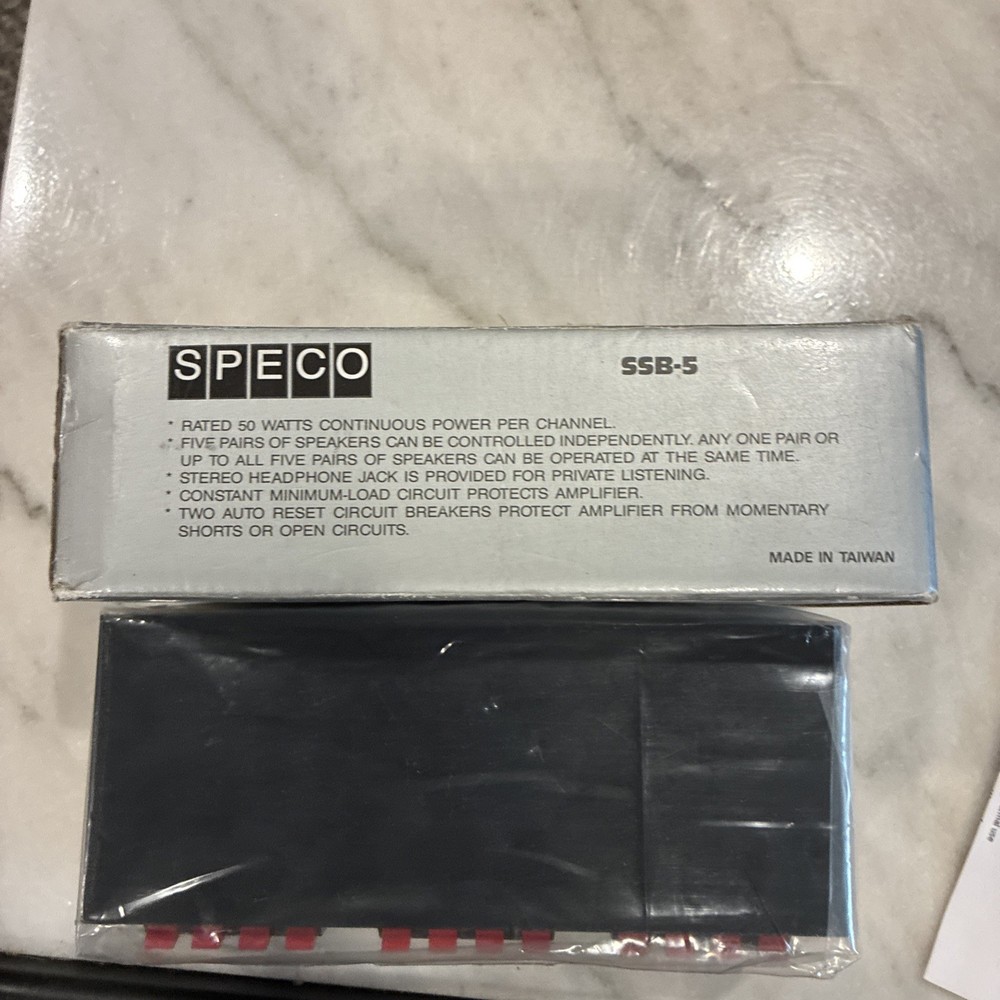 SPECO
SSB-5
* RATED 50 WATTS CONTINUOUS POWER PER CHANNEL.
* FIVE PAIRS OF SPEAKERS CAN BE CONTROLLED INDEPENDENTLY. ANY ONE PAIR OR
UP TO ALL FIVE PAIRS OF SPEAKERS CAN BE OPERATED AT THE SAME TIME.
* STEREO HEADPHONE JACK IS PROVIDED FOR PRIVATE LISTENING.
* CONSTANT MINIMUM-LOAD CIRCUIT PROTECTS AMPLIFIER.
* TWO AUTO RESET CIRCUIT BREAKERS PROTECT AMPLIFIER FROM MOMENTARY
SHORTS OR OPEN CIRCUITS.
MADE IN TAIWAN
use